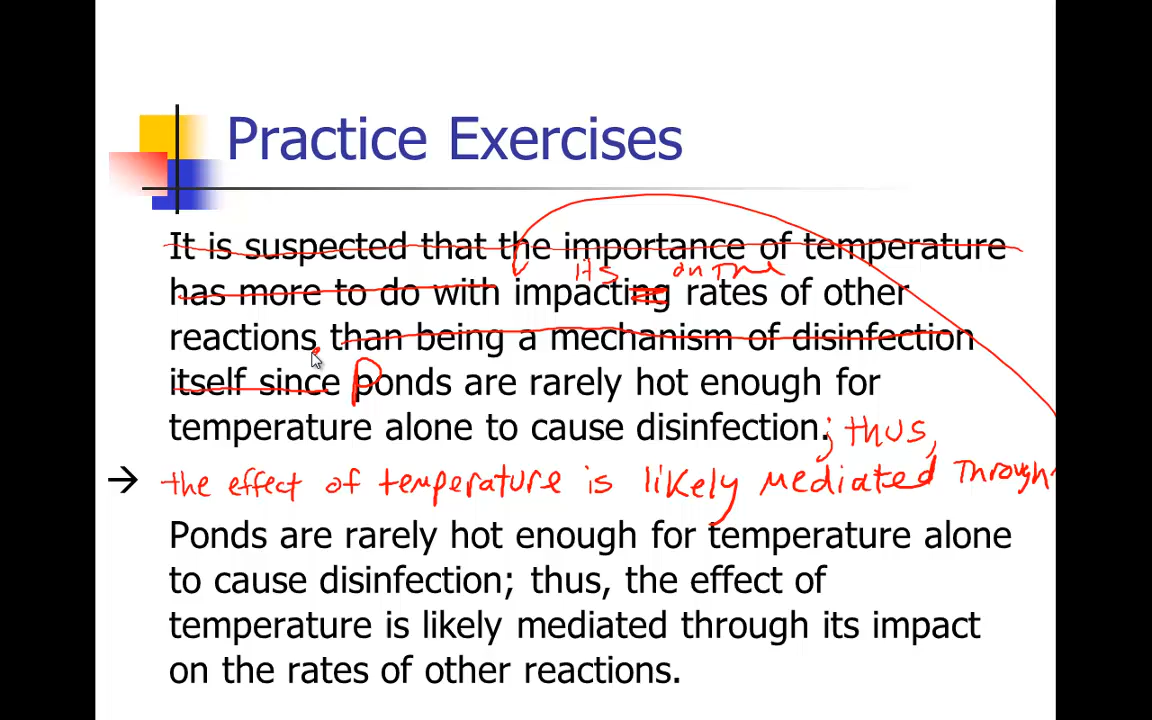 Practice Exercises
It is suspected that the importance of temperature
its on The
has more to do with impacting rates of other
reactions. than being a mechanism of disinfection
itself since Ponds are rarely hot enough for
temperature alone to cause disinfection.; thus,
→ the effect of temperature is likely mediated Through
Ponds are rarely hot enough for temperature alone
to cause disinfection; thus, the effect of
temperature is likely mediated through its impact
on the rates of other reactions.